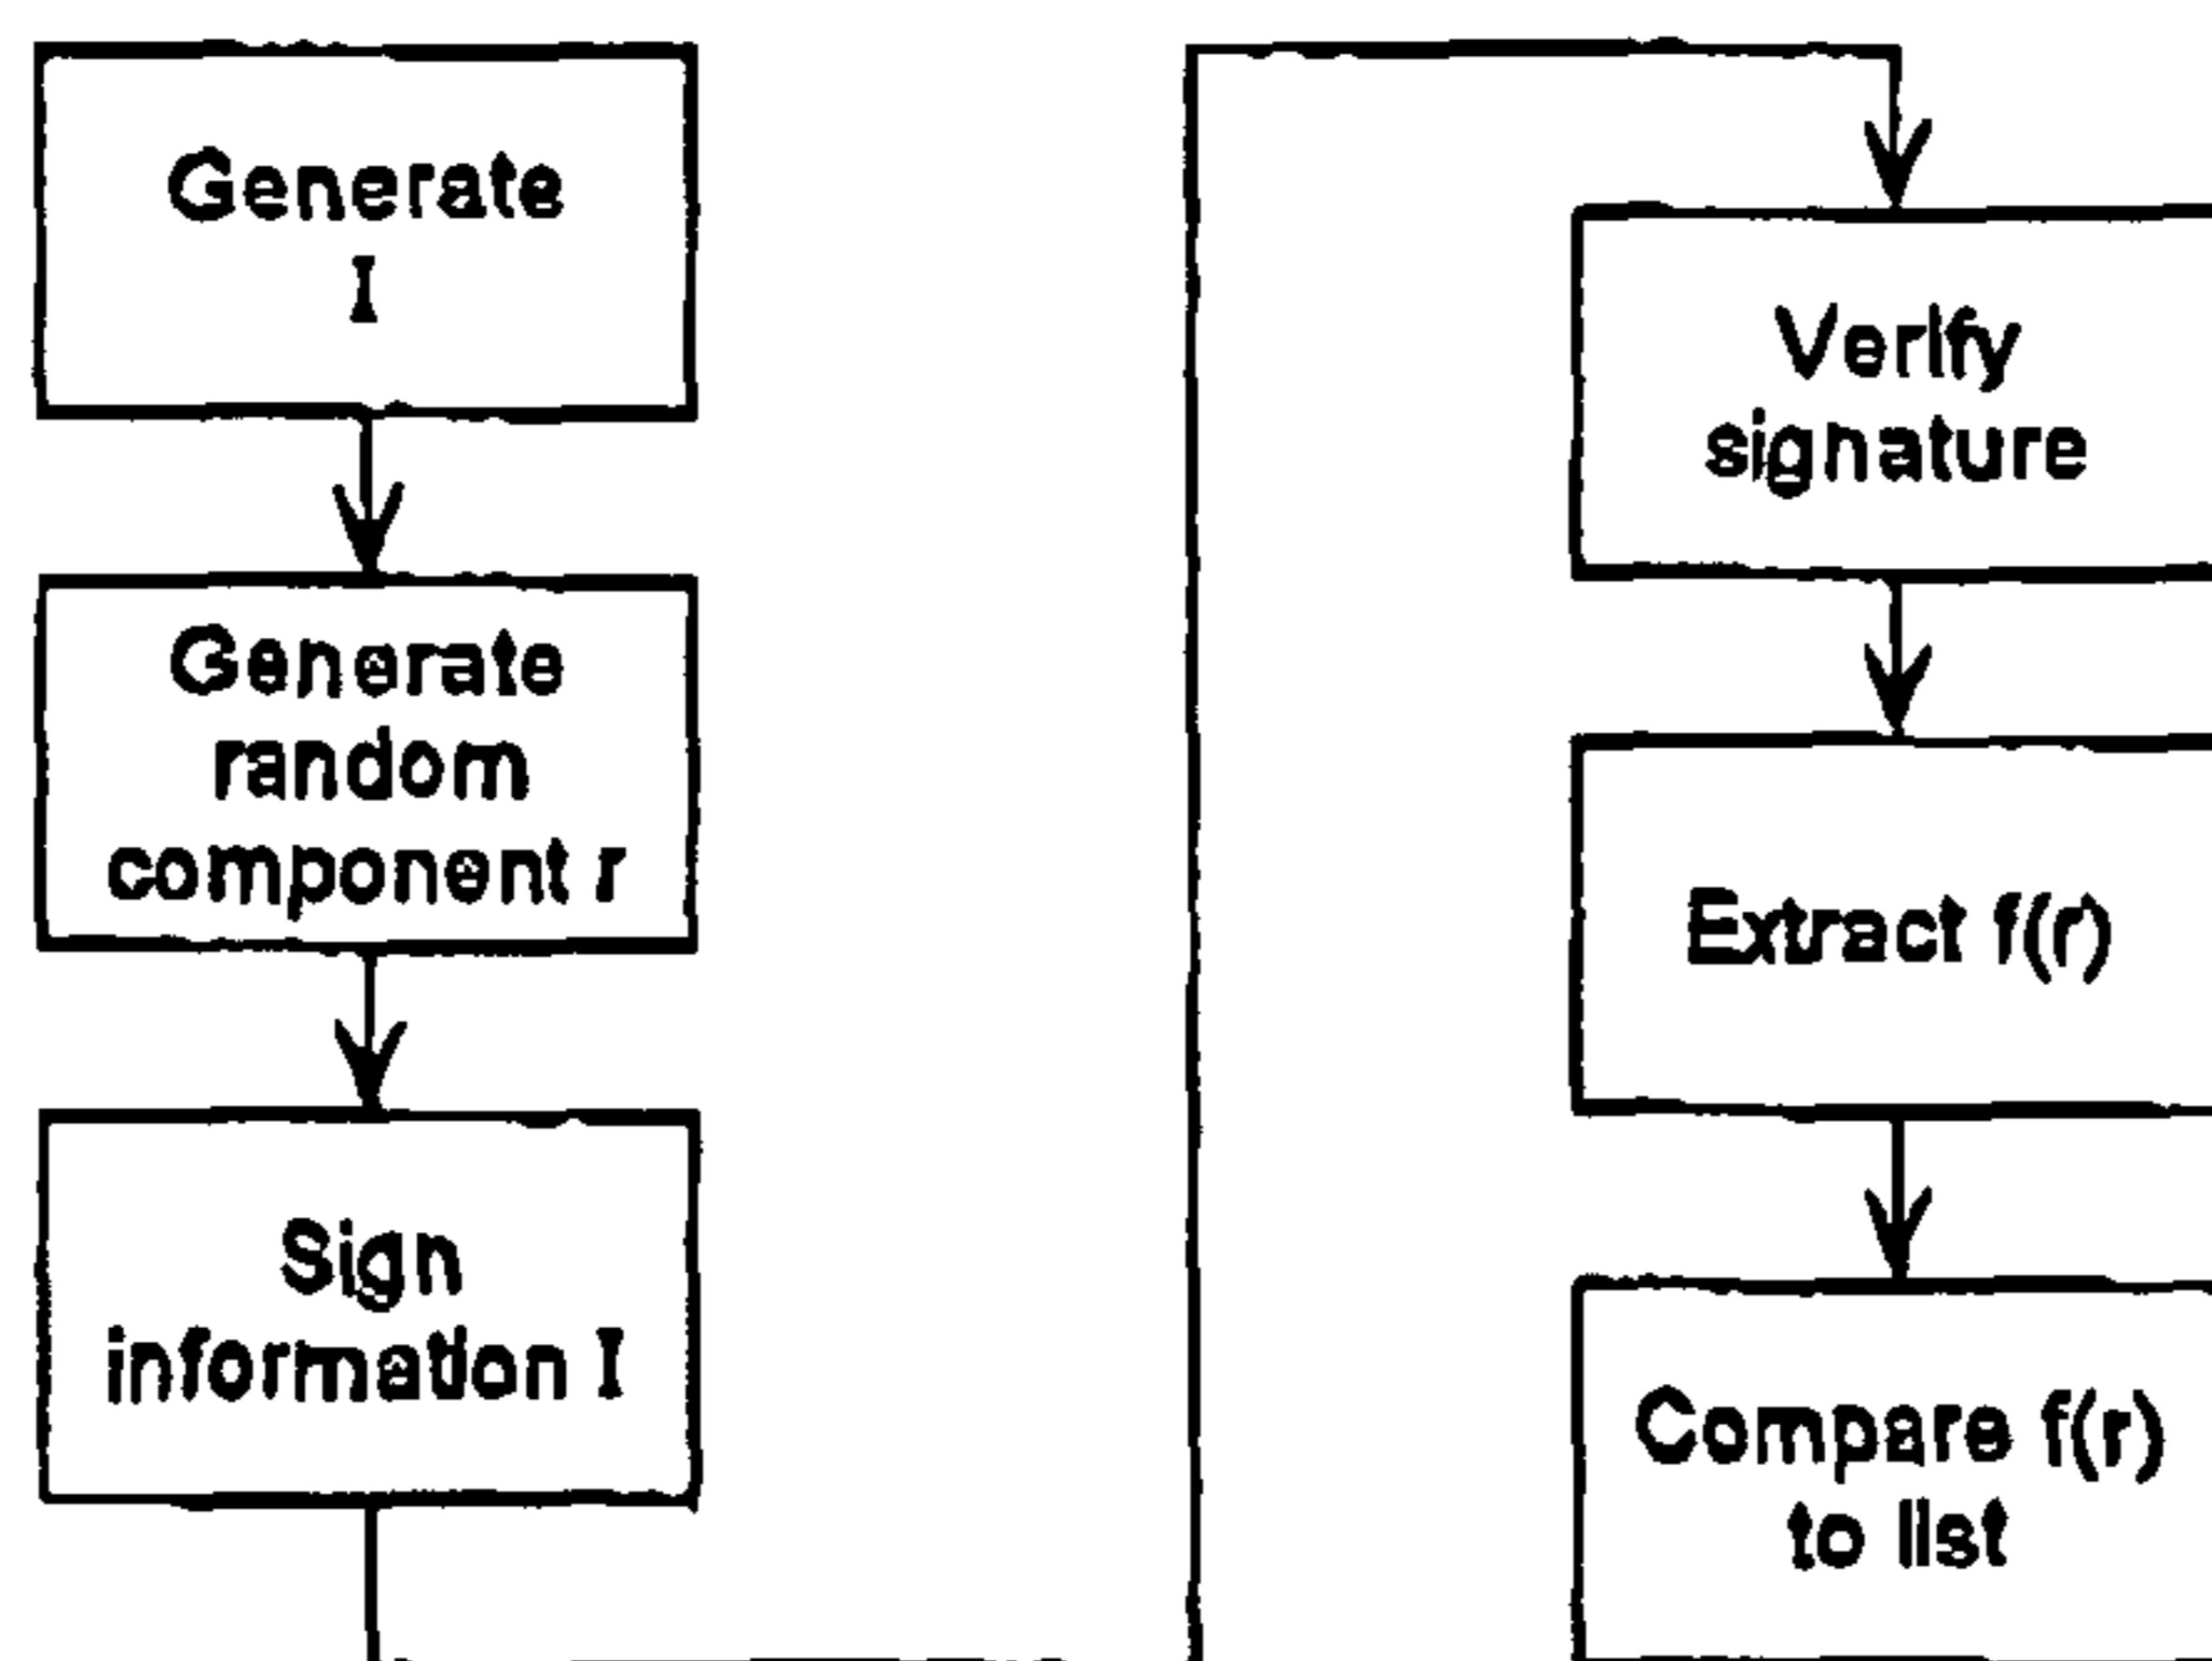 Generate
I
Generate
random
component r
Sign
information I
Verify
signature
Extract f(r)
Compare f(r)
to list